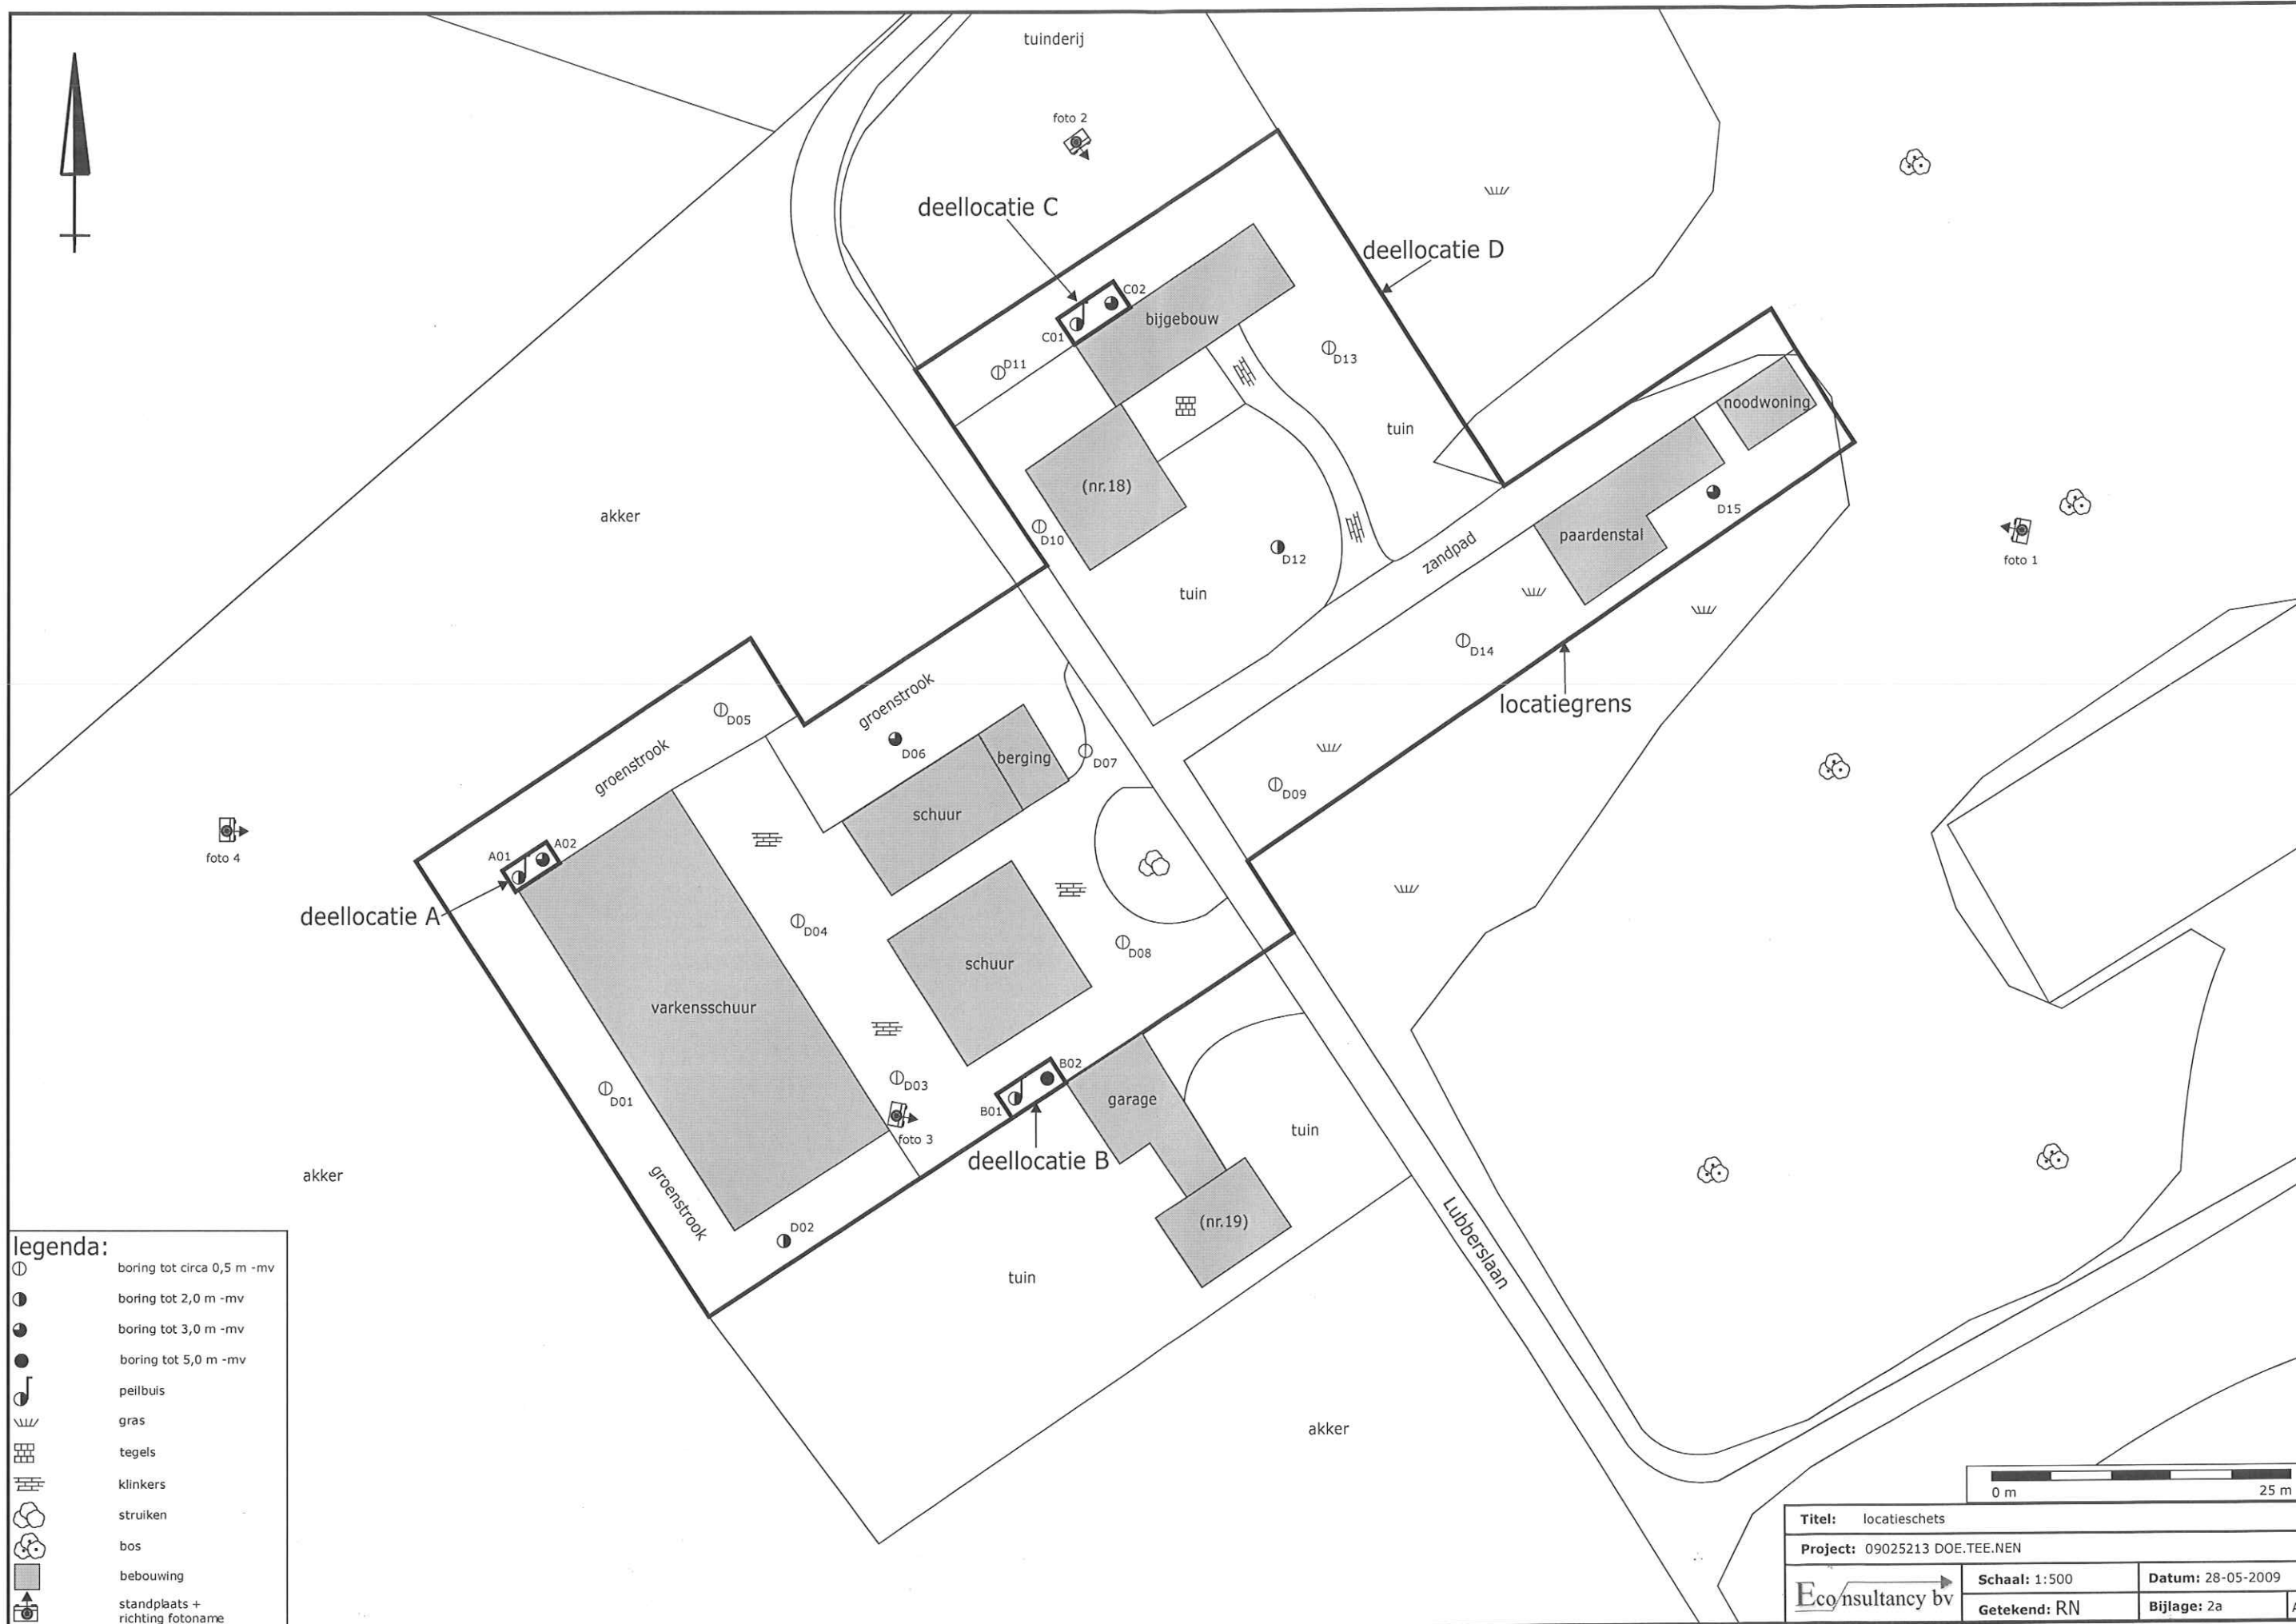 tuinderij
foto 2
deellocatie C
deellocatie D
C02
C01
bijgebouw
D11
D13
noodwoning
tuin
(nr.18)
akker
D15
D10
paardenstal
zandpad
D12
foto 1
tuin
D14
locatiegrens
groenstrook
D05
groenstrook
D06
berging
D07
D09
schuur
foto 4
A01
A02
deellocatie A
D04
D08
schuur
varkensschuur
B02
D03
D01
B01
garage
foto 3
tuin
deellocatie B
akker
groenstrook
D02
(nr.19)
Lubberslaan
tuin
akker
legenda:
boring tot circa 0,5 m -mv
boring tot 2,0 m -mv
boring tot 3,0 m -mv
boring tot 5,0 m -mv
peilbuis
gras
tegels
klinkers
struiken
bos
bebouwing
standplaats +
richting fotoname
0 m 25 m
Titel: locatieschets
Project: 09025213 DOE.TEE.NEN
Econsultancy bv
Schaal: 1:500
Datum: 28-05-2009
Getekend: RN
Bijlage: 2a